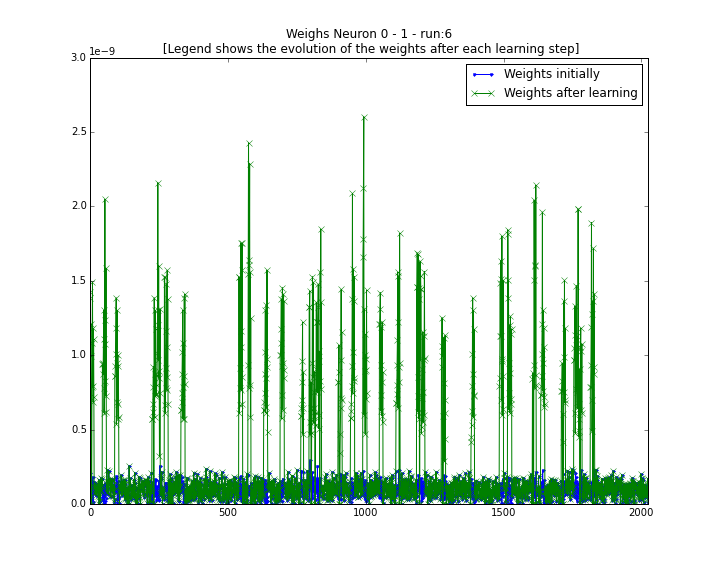 Weighs Neuron 0 - 1 - run:6
[Legend shows the evolution of the weights after each learning step]
1e−9
Weights initially
Weights after learning
3.0
2.5
2.0
1.5
1.0
0.5
0.0
0 500 1000 1500 2000